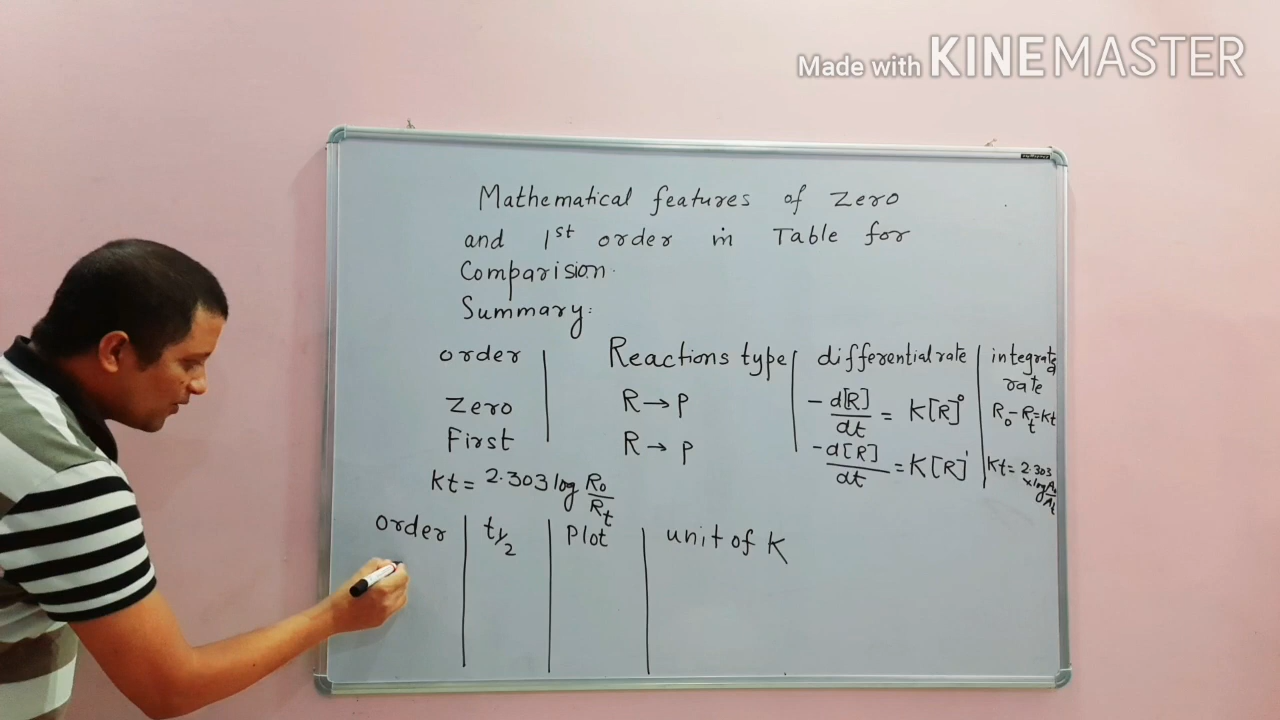 Made with KINEMASTER
Mathematical features of Zero
and 1st order in Table for
Comparision.
Summary:
order | Reactions type | differential rate | integrated rate
Zero R → P - d[R]/dt = K[R]° R₀ - Rt = kt
First R → P - d[R]/dt = K[R]¹ Kt = 2.303 × log A₀/At
kt = 2.303 log R₀/Rt
order | t1/2 | Plot | unit of K